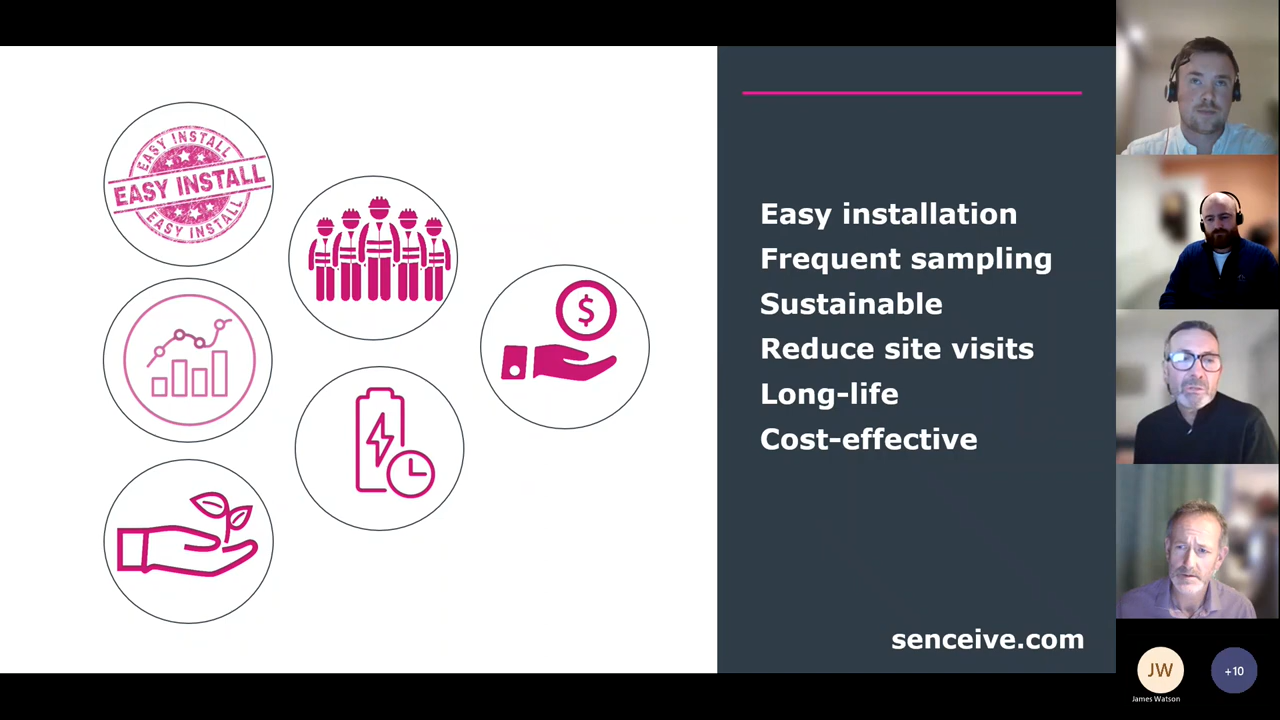 EASY INSTALL
EASY INSTALL
EASY INSTALL
$
Easy installation
Frequent sampling
Sustainable
Reduce site visits
Long-life
Cost-effective
senceive.com
JW
+10
James Watson